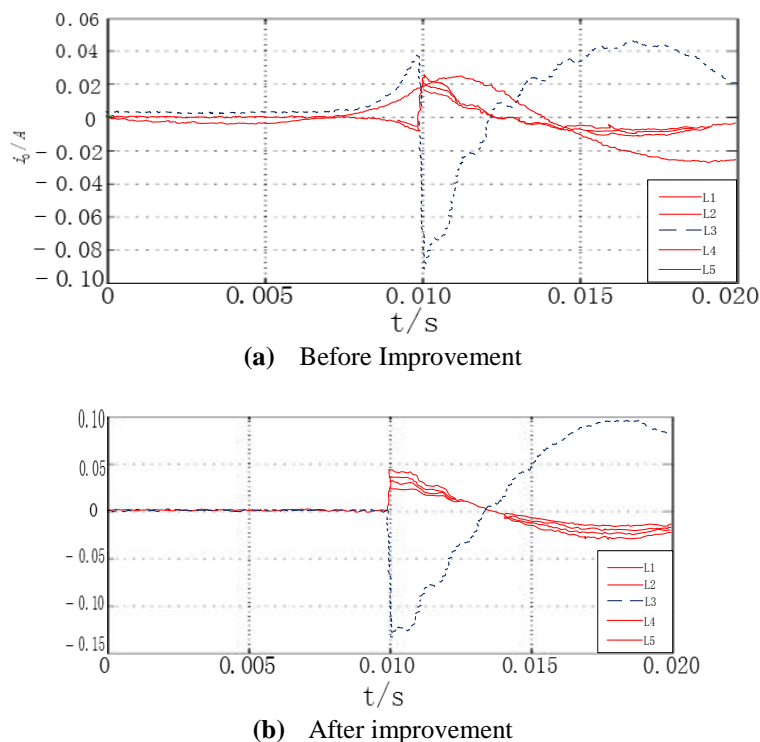 0.06
0.04
0.02
0
-0.02
-0.04
-0.06
-0.08
-0.10
i₀/A
L1
L2
L3
L4
L5
0 0.005 0.010 0.015 0.020
t/s
(a) Before Improvement
0.10
0.05
0
-0.05
-0.10
-0.15
L1
L2
L3
L4
L5
0 0.005 0.010 0.015 0.020
t/s
(b) After improvement